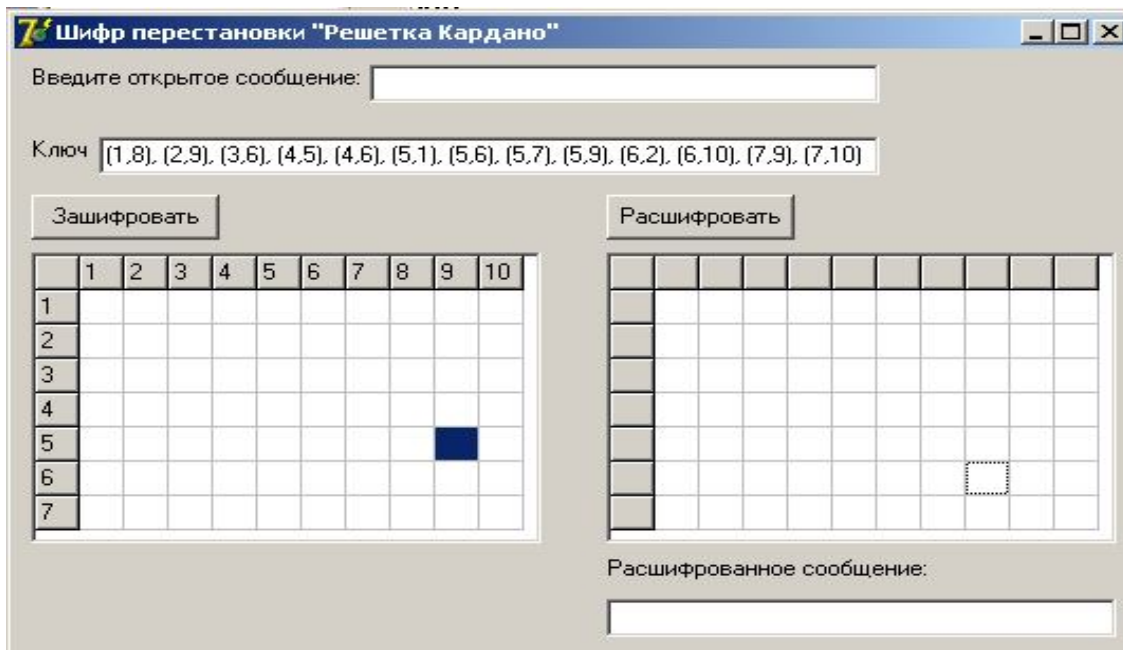 Шифр перестановки "Решетка Кардано"
Введите открытое сообщение:
Ключ (1,8), (2,9), (3,6), (4,5), (4,6), (5,1), (5,6), (5,7), (5,9), (6,2), (6,10), (7,9), (7,10)
Зашифровать Расшифровать
1 2 3 4 5 6 7 8 9 10
1
2
3
4
5
6
7
Расшифрованное сообщение: